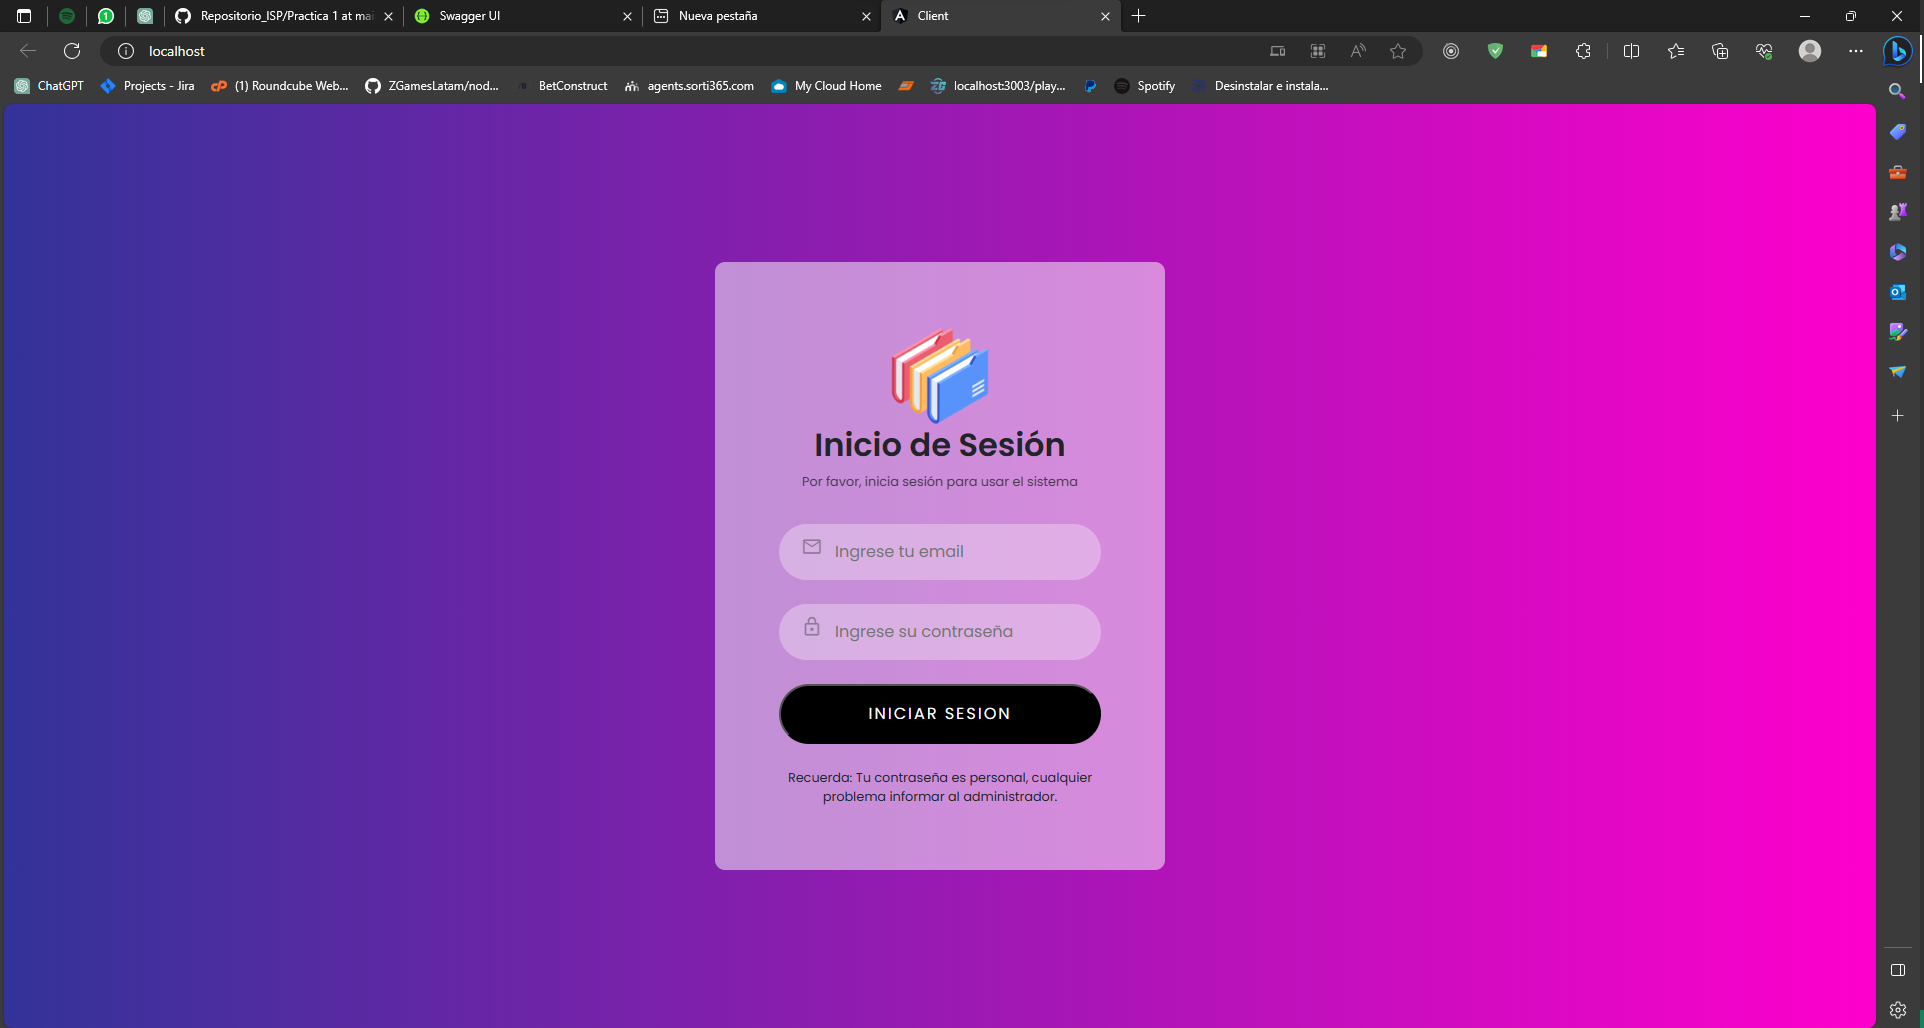 Repositorio_ISP/Practica 1 at mai
Swagger UI
Nueva pestaña
Client
localhost
ChatGPT
Projects - Jira
(1) Roundcube Web...
ZGamesLatam/nod...
BetConstruct
agents.sorti365.com
My Cloud Home
localhost:3003/play...
Spotify
Desinstalar e instala...
Inicio de Sesión
Por favor, inicia sesión para usar el sistema
Ingrese tu email
Ingrese su contraseña
INICIAR SESION
Recuerda: Tu contraseña es personal, cualquier
problema informar al administrador.